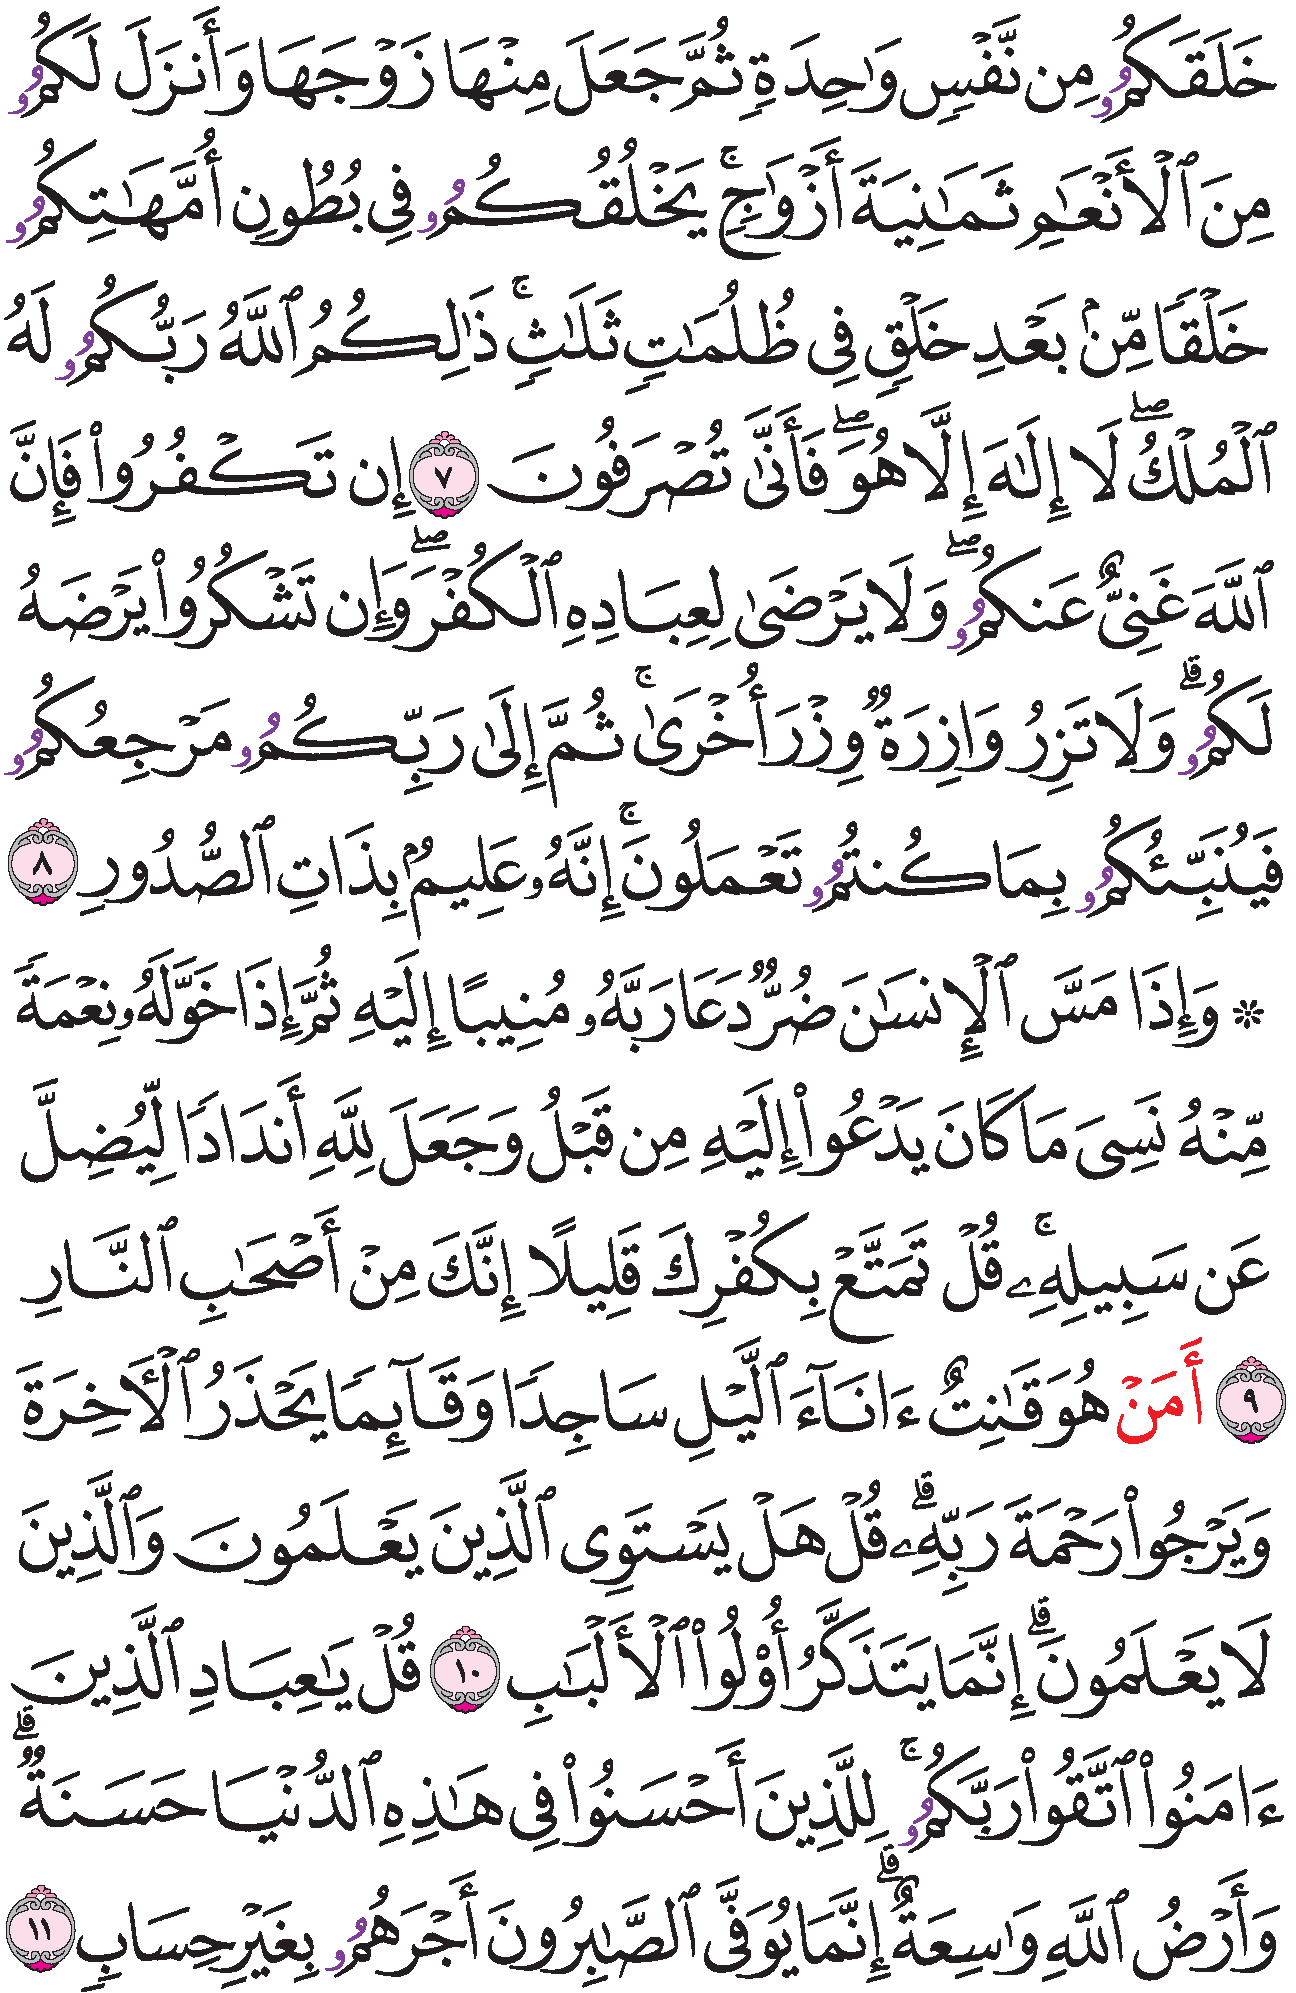 خَلَقَكُمُۥ مِن نَّفۡسٖ وَٰحِدَةٖ ثُمَّ جَعَلَ مِنۡهَا زَوۡجَهَا وَأَنزَلَ لَكُمُۥ
مِنَ ٱلۡأَنۡعَٰمِ ثَمَٰنِيَةَ أَزۡوَٰجٖۚ يَخۡلُقُكُمُۥ فِي بُطُونِ أُمَّهَٰتِكُمُۥ
خَلۡقٗا مِّنۢ بَعۡدِ خَلۡقٖ فِي ظُلُمَٰتٖ ثَلَٰثٖۚ ذَٰلِكُمُ ٱللَّهُ رَبُّكُمُۥ لَهُ
ٱلۡمُلۡكُۖ لَا إِلَٰهَ إِلَّا هُوَۖ فَأَنَّىٰ تُصۡرَفُونَ ٧ إِن تَكۡفُرُواْ فَإِنَّ
ٱللَّهَ غَنِيٌّ عَنكُمُۥۖ وَلَا يَرۡضَىٰ لِعِبَادِهِ ٱلۡكُفۡرَۖ وَإِن تَشۡكُرُواْ يَرۡضَهُ
لَكُمُۥۗ وَلَا تَزِرُ وَازِرَةٞ وِزۡرَ أُخۡرَىٰۚ ثُمَّ إِلَىٰ رَبِّكُمُۥ مَرۡجِعُكُمُۥ
فَيُنَبِّئُكُمُۥ بِمَا كُنتُمُۥ تَعۡمَلُونَۚ إِنَّهُۥ عَلِيمُۢ بِذَاتِ ٱلصُّدُورِ ٨
۞ وَإِذَا مَسَّ ٱلۡإِنسَٰنَ ضُرّٞ دَعَا رَبَّهُۥ مُنِيبًا إِلَيۡهِ ثُمَّ إِذَا خَوَّلَهُۥ نِعۡمَةٗ
مِّنۡهُ نَسِيَ مَا كَانَ يَدۡعُواْ إِلَيۡهِ مِن قَبۡلُ وَجَعَلَ لِلَّهِ أَندَادٗا لِّيُضِلَّ
عَن سَبِيلِهِۦۚ قُلۡ تَمَتَّعۡ بِكُفۡرِكَ قَلِيلًا إِنَّكَ مِنۡ أَصۡحَٰبِ ٱلنَّارِ
٩ أَمَنۡ هُوَ قَٰنِتٌ ءَانَآءَ ٱلَّيۡلِ سَاجِدٗا وَقَآئِمٗا يَحۡذَرُ ٱلۡأٓخِرَةَ
وَيَرۡجُواْ رَحۡمَةَ رَبِّهِۦۗ قُلۡ هَلۡ يَسۡتَوِي ٱلَّذِينَ يَعۡلَمُونَ وَٱلَّذِينَ
لَا يَعۡلَمُونَۗ إِنَّمَا يَتَذَكَّرُ أُوْلُواْ ٱلۡأَلۡبَٰبِ ١٠ قُلۡ يَٰعِبَادِ ٱلَّذِينَ
ءَامَنُواْ ٱتَّقُواْ رَبَّكُمُۥۚ لِلَّذِينَ أَحۡسَنُواْ فِي هَٰذِهِ ٱلدُّنۡيَا حَسَنَةٞۗ
وَأَرۡضُ ٱللَّهِ وَٰسِعَةٌۗ إِنَّمَا يُوَفَّى ٱلصَّٰبِرُونَ أَجۡرَهُمُۥ بِغَيۡرِ حِسَابٖ ١١